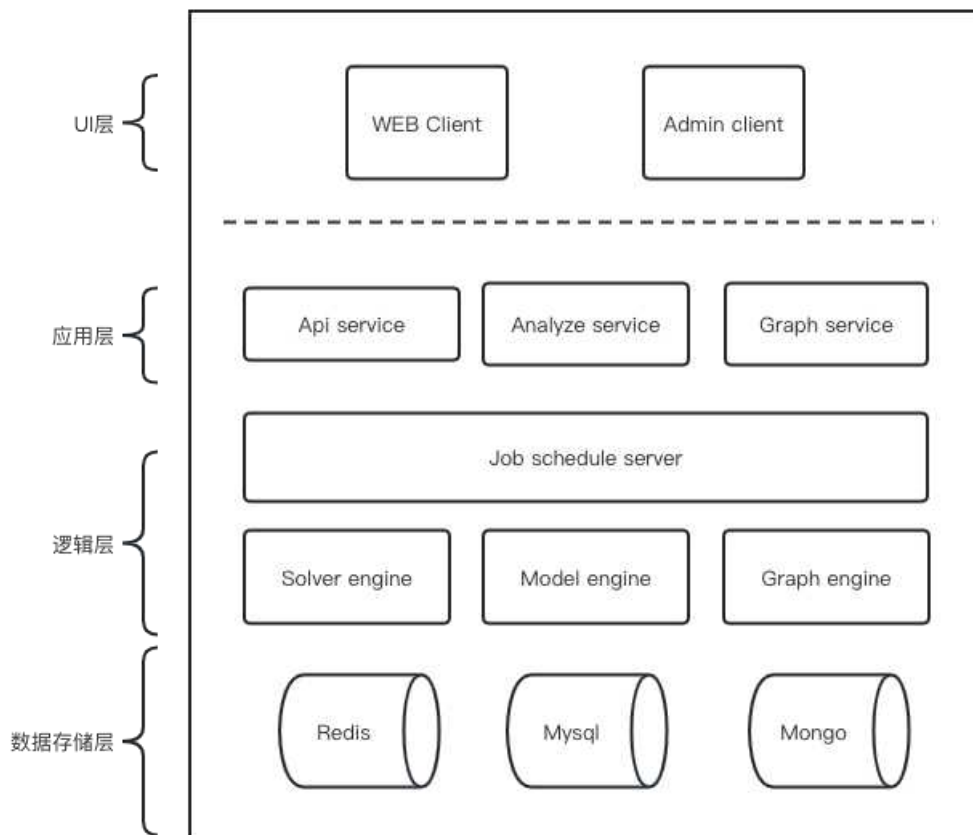 UI层
WEB Client
Admin client
应用层
Api service
Analyze service
Graph service
逻辑层
Job schedule server
Solver engine
Model engine
Graph engine
数据存储层
Redis
Mysql
Mongo